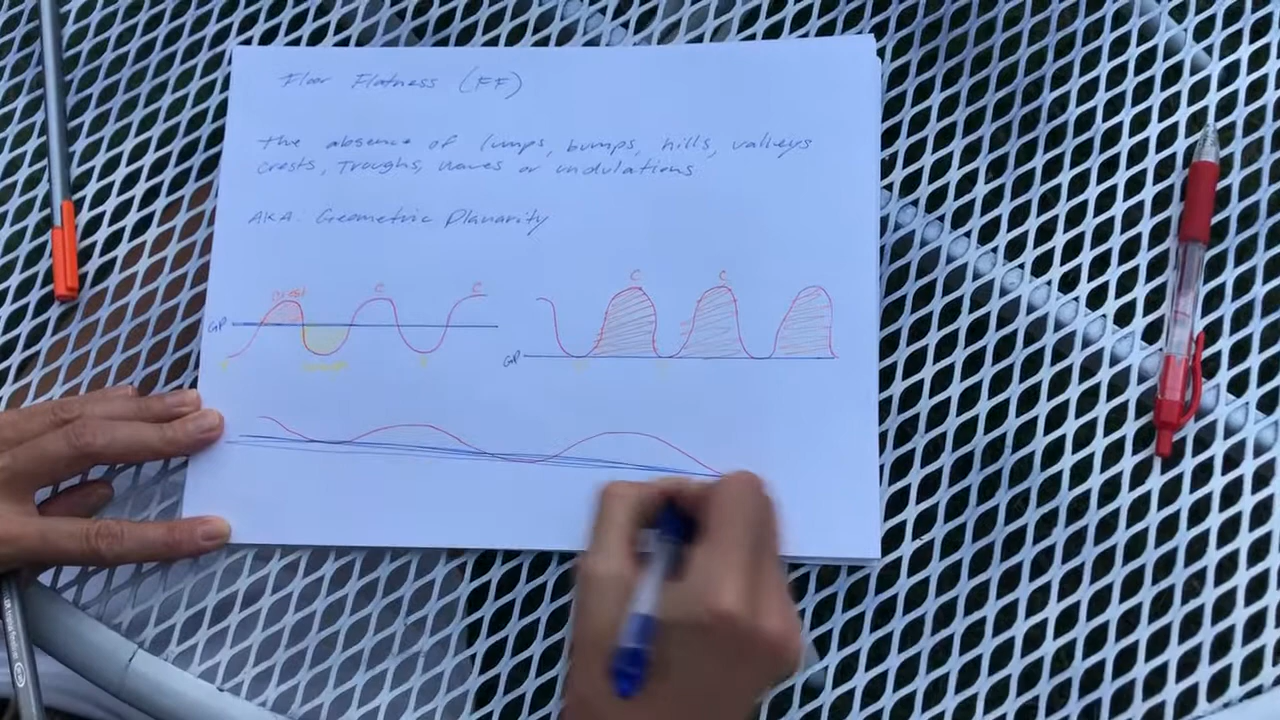 Floor Flatness (FF)
the absence of lumps, bumps, hills, valleys
crests, Troughs, waves or undulations.
AKA. Geometric Planarity
crest C C
GP
C C
GP